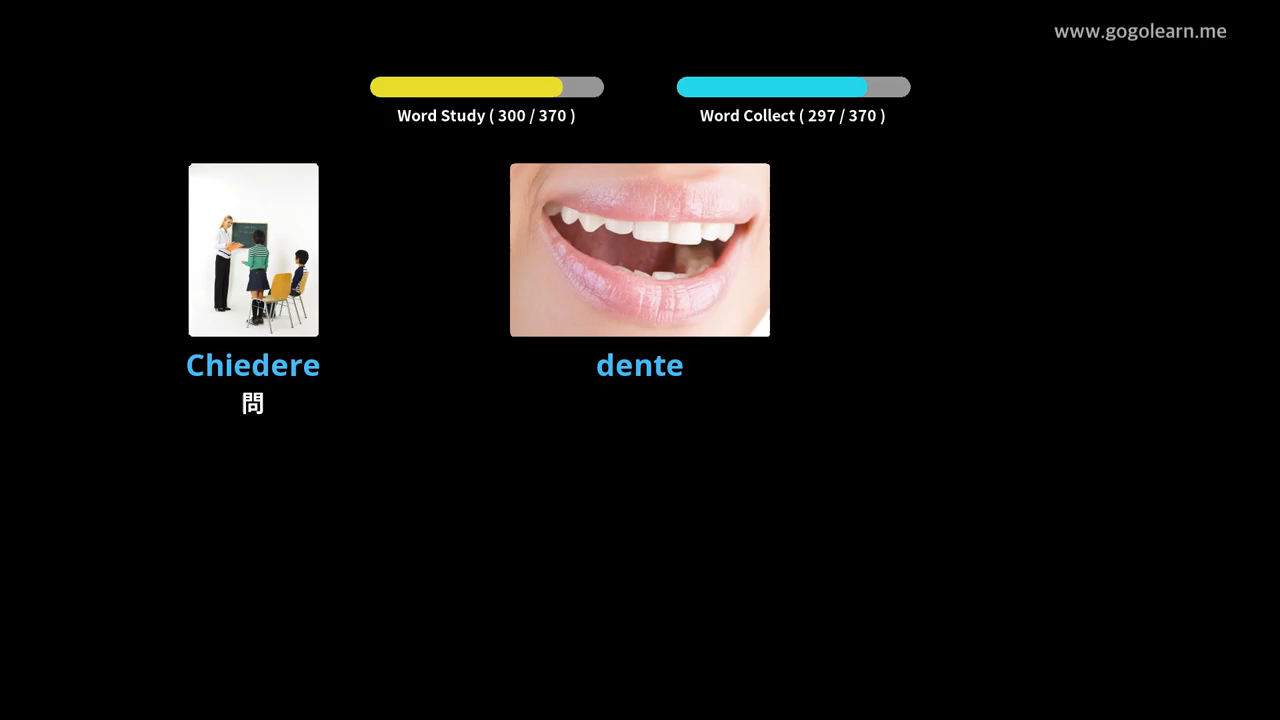 www.gogolearn.me
Word Study ( 300 / 370 )
Word Collect ( 297 / 370 )
Chiedere
問
dente